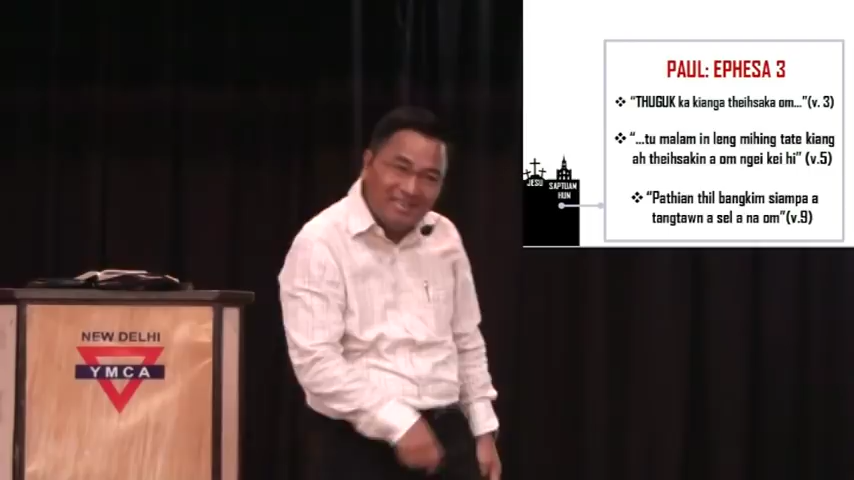 PAUL: EPHESA 3
❖ “THUGUK ka kianga theihsaka om...”(v. 3)
❖ “...tu malam in leng mihing tate kiang
ah theihsakin a om ngei kei hi” (v.5)
❖ “Pathian thil bangkim siampa a
tangtawn a sel a na om”(v.9)
JESU
SAPTUAM
HUN
NEW DELHI
YMCA